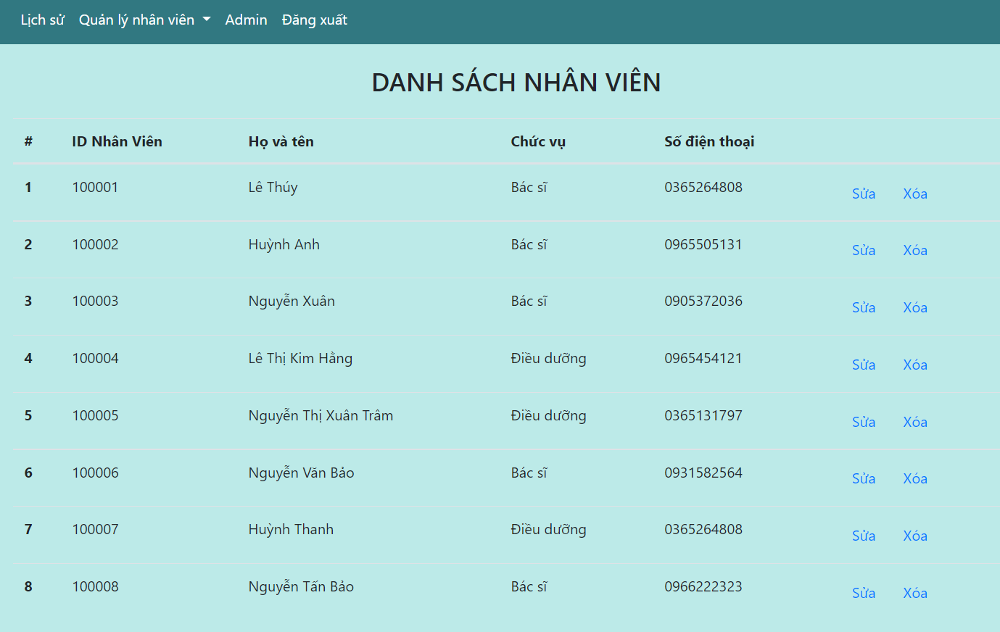 Lịch sử Quản lý nhân viên Admin Đăng xuất
DANH SÁCH NHÂN VIÊN
# ID Nhân Viên Họ và tên Chức vụ Số điện thoại
1 100001 Lê Thúy Bác sĩ 0365264808 Sửa Xóa
2 100002 Huỳnh Anh Bác sĩ 0965505131 Sửa Xóa
3 100003 Nguyễn Xuân Bác sĩ 0905372036 Sửa Xóa
4 100004 Lê Thị Kim Hằng Điều dưỡng 0965454121 Sửa Xóa
5 100005 Nguyễn Thị Xuân Trâm Điều dưỡng 0365131797 Sửa Xóa
6 100006 Nguyễn Văn Bảo Bác sĩ 0931582564 Sửa Xóa
7 100007 Huỳnh Thanh Điều dưỡng 0365264808 Sửa Xóa
8 100008 Nguyễn Tấn Bảo Bác sĩ 0966222323 Sửa Xóa